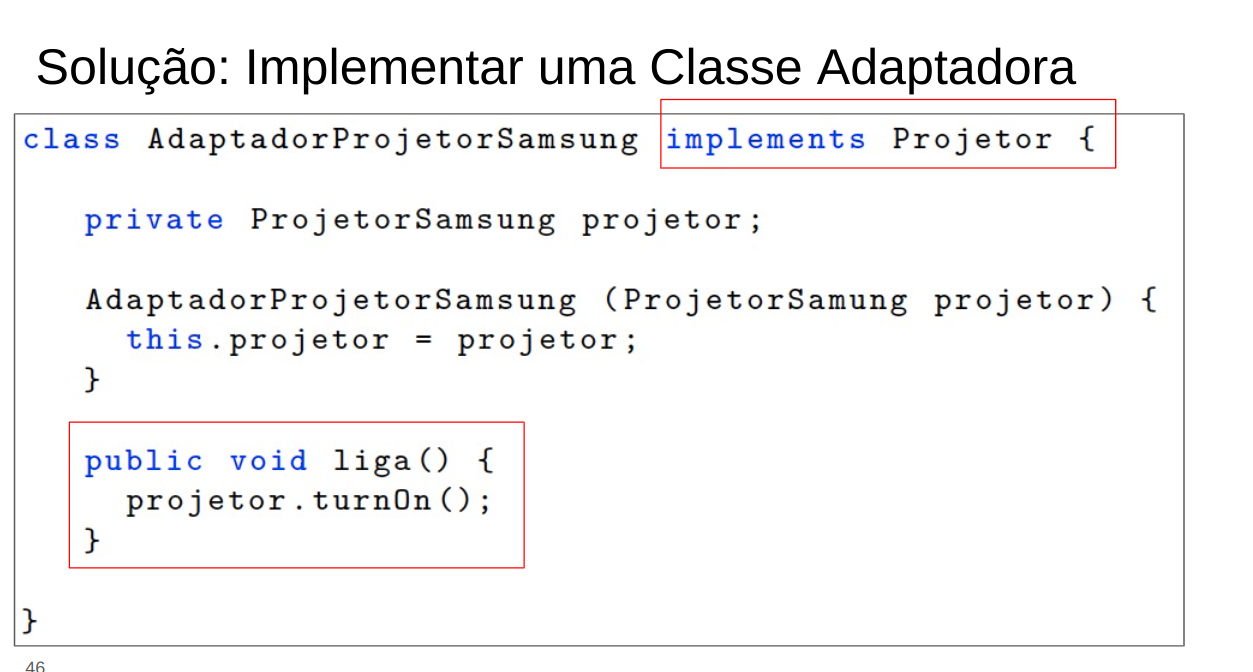 Solução: Implementar uma Classe Adaptadora
class AdaptadorProjetorSamsung implements Projetor {
private ProjetorSamsung projetor;
AdaptadorProjetorSamsung (ProjetorSamung projetor) {
this.projetor = projetor;
}
public void liga() {
projetor.turnOn();
}
}
46